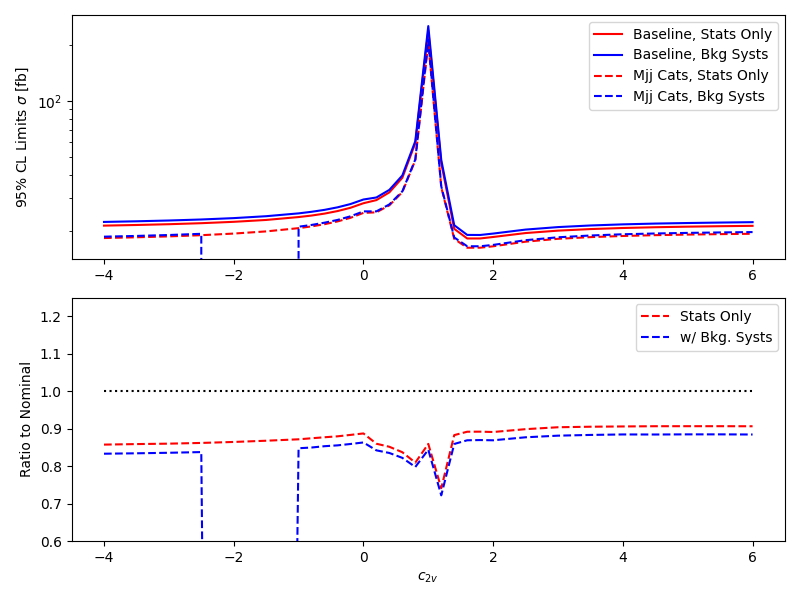 95% CL Limits σ [fb]
10²
Baseline, Stats Only
Baseline, Bkg Systs
Mjj Cats, Stats Only
Mjj Cats, Bkg Systs
−4 −2 0 2 4 6
Ratio to Nominal
1.2
1.1
1.0
0.9
0.8
0.7
0.6
Stats Only
w/ Bkg. Systs
−4 −2 0 2 4 6
c₂ᵥ